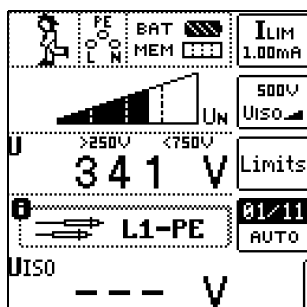 PE
L N
BAT
MEM
ILIM
1.00mA
UN
500V
UISO
U
>250V <750V
341 V
Limits
L1-PE
01/11
AUTO
UISO
--- V